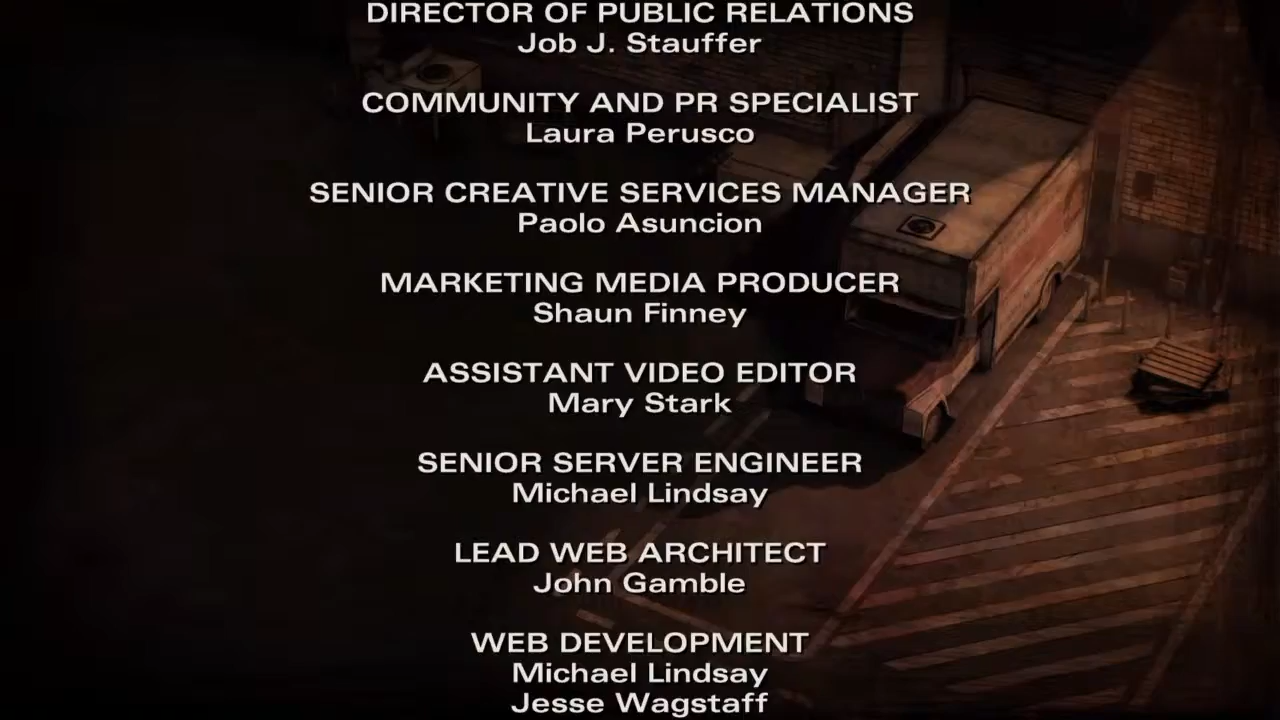 DIRECTOR OF PUBLIC RELATIONS
Job J. Stauffer
COMMUNITY AND PR SPECIALIST
Laura Perusco
SENIOR CREATIVE SERVICES MANAGER
Paolo Asuncion
MARKETING MEDIA PRODUCER
Shaun Finney
ASSISTANT VIDEO EDITOR
Mary Stark
SENIOR SERVER ENGINEER
Michael Lindsay
LEAD WEB ARCHITECT
John Gamble
WEB DEVELOPMENT
Michael Lindsay
Jesse Wagstaff